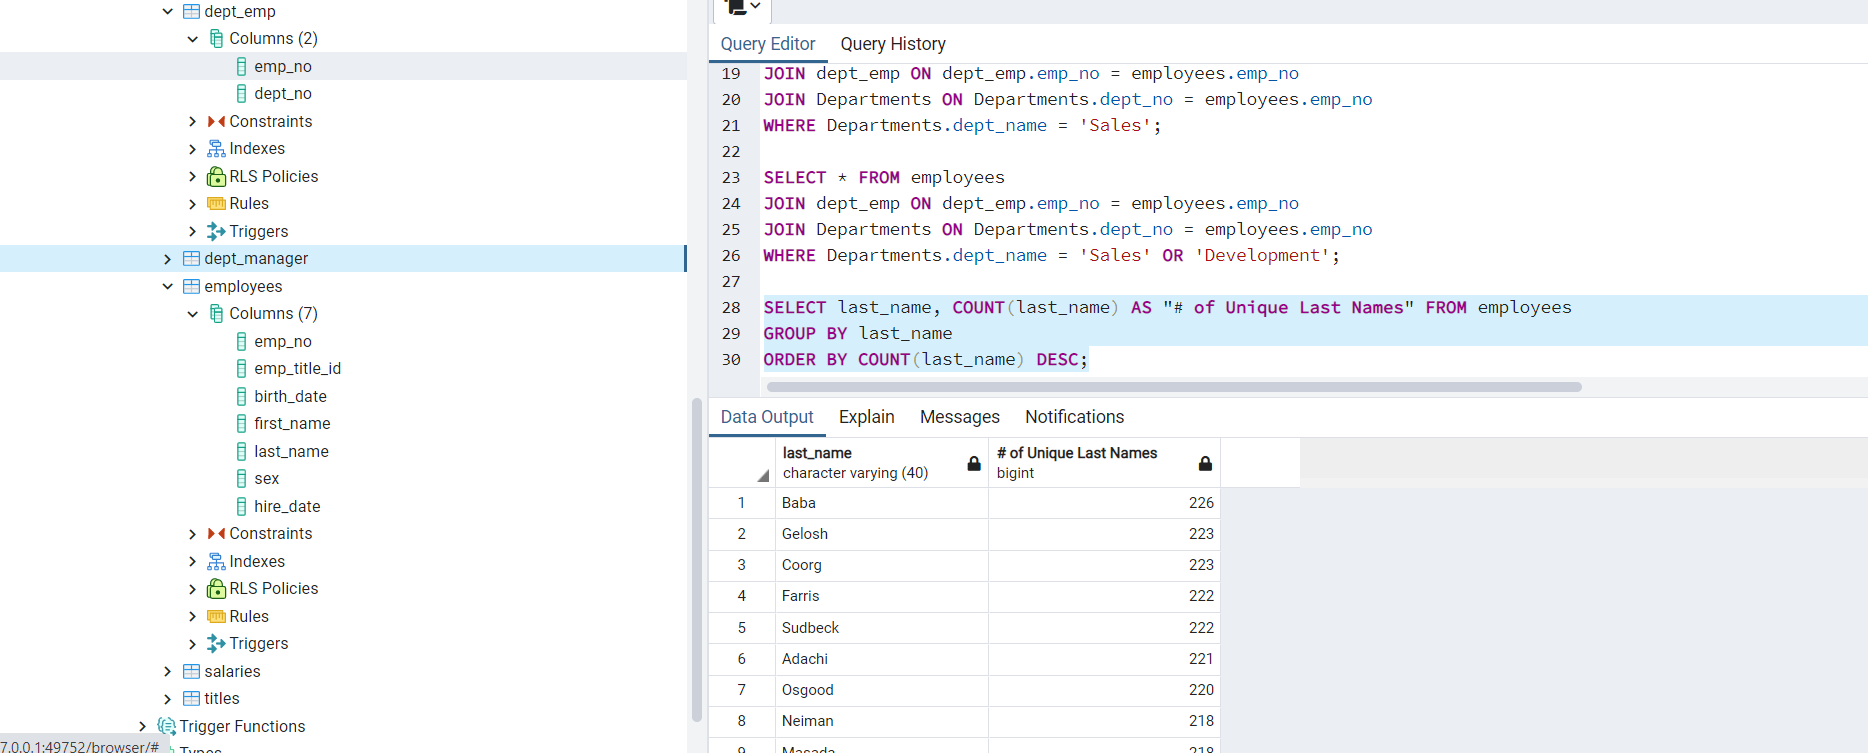 dept_emp
Columns (2)
emp_no
dept_no
Constraints
Indexes
RLS Policies
Rules
Triggers
dept_manager
employees
Columns (7)
emp_no
emp_title_id
birth_date
first_name
last_name
sex
hire_date
Constraints
Indexes
RLS Policies
Rules
Triggers
salaries
titles
Trigger Functions
Types
7.0.0.1:49752/browser/#
Query Editor Query History
19 JOIN dept_emp ON dept_emp.emp_no = employees.emp_no
20 JOIN Departments ON Departments.dept_no = employees.emp_no
21 WHERE Departments.dept_name = 'Sales';
22
23 SELECT * FROM employees
24 JOIN dept_emp ON dept_emp.emp_no = employees.emp_no
25 JOIN Departments ON Departments.dept_no = employees.emp_no
26 WHERE Departments.dept_name = 'Sales' OR 'Development';
27
28 SELECT last_name, COUNT(last_name) AS "# of Unique Last Names" FROM employees
29 GROUP BY last_name
30 ORDER BY COUNT(last_name) DESC;
Data Output Explain Messages Notifications
last_name # of Unique Last Names
character varying (40) bigint
1 Baba 226
2 Gelosh 223
3 Coorg 223
4 Farris 222
5 Sudbeck 222
6 Adachi 221
7 Osgood 220
8 Neiman 218
9 Masada 218